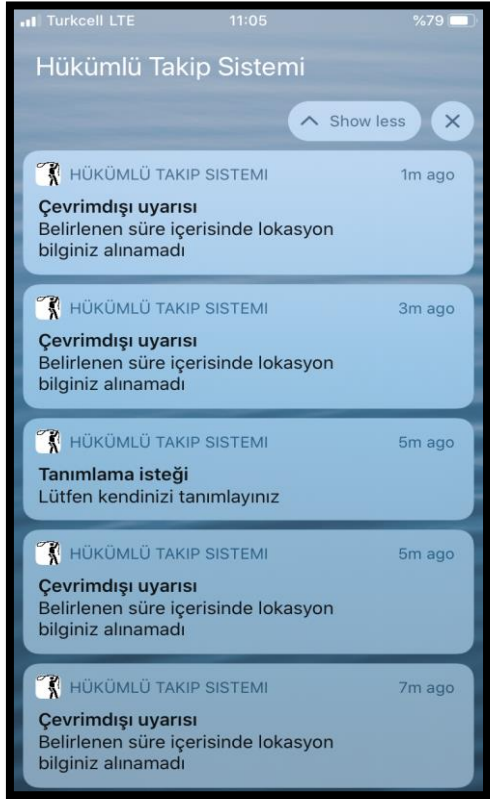 Turkcell LTE 11:05 %79
Hükümlü Takip Sistemi
Show less
HÜKÜMLÜ TAKIP SISTEMI 1m ago
Çevrimdışı uyarısı
Belirlenen süre içerisinde lokasyon
bilginiz alınamadı
HÜKÜMLÜ TAKIP SISTEMI 3m ago
Çevrimdışı uyarısı
Belirlenen süre içerisinde lokasyon
bilginiz alınamadı
HÜKÜMLÜ TAKIP SISTEMI 5m ago
Tanımlama isteği
Lütfen kendinizi tanımlayınız
HÜKÜMLÜ TAKIP SISTEMI 5m ago
Çevrimdışı uyarısı
Belirlenen süre içerisinde lokasyon
bilginiz alınamadı
HÜKÜMLÜ TAKIP SISTEMI 7m ago
Çevrimdışı uyarısı
Belirlenen süre içerisinde lokasyon
bilginiz alınamadı